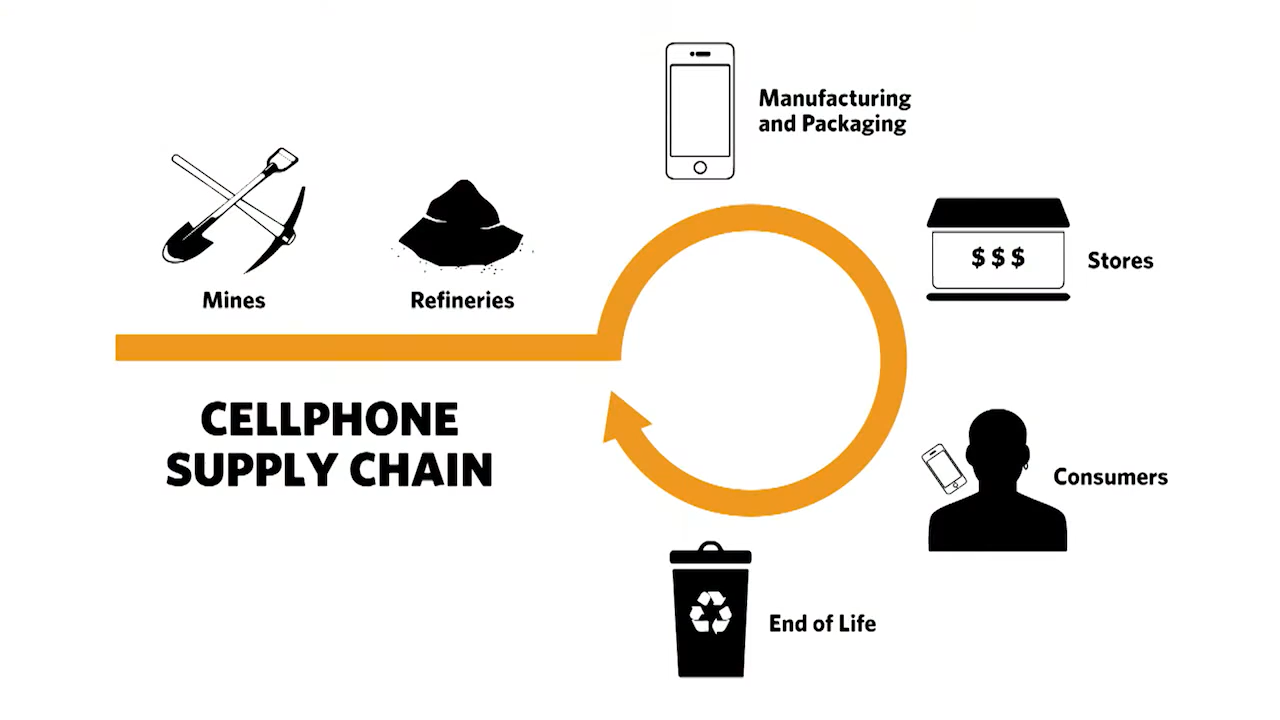 Manufacturing
and Packaging
Mines
Refineries
$$$
Stores
CELLPHONE
SUPPLY CHAIN
Consumers
End of Life